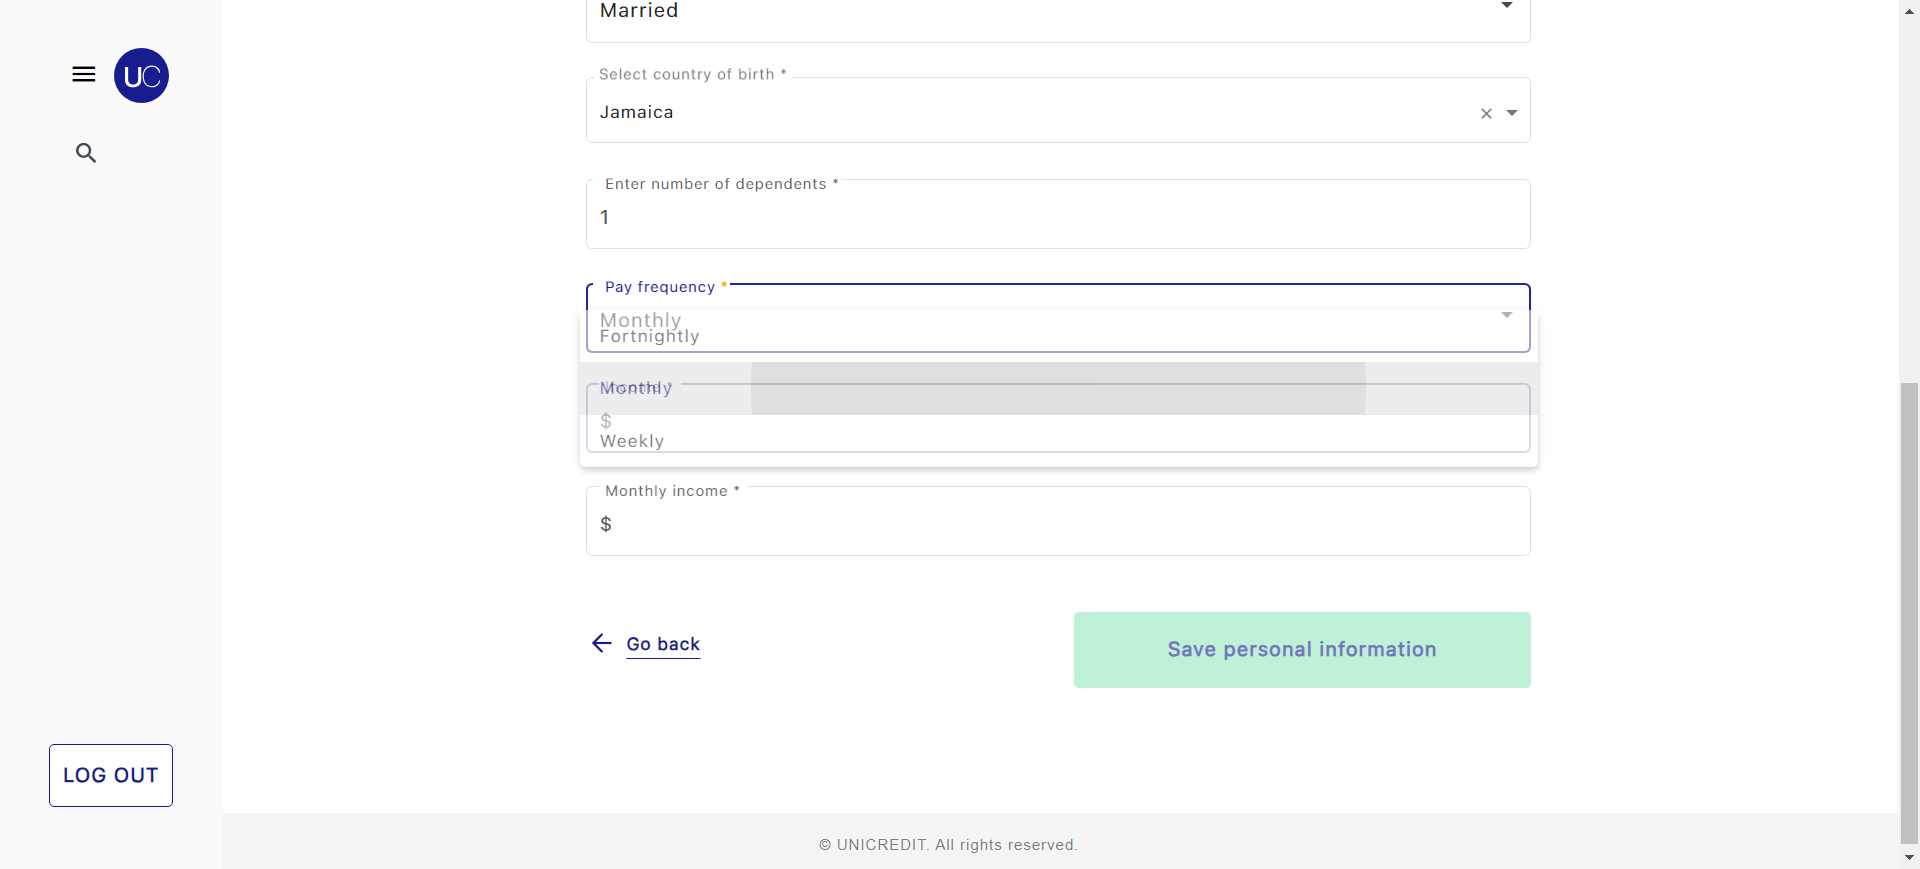 Married
UC
Select country of birth *
Jamaica
Enter number of dependents *
1
Pay frequency *
Monthly
Fortnightly
Monthly
Income *
$
Weekly
Monthly income *
$
Go back
Save personal information
LOG OUT
© UNICREDIT. All rights reserved.